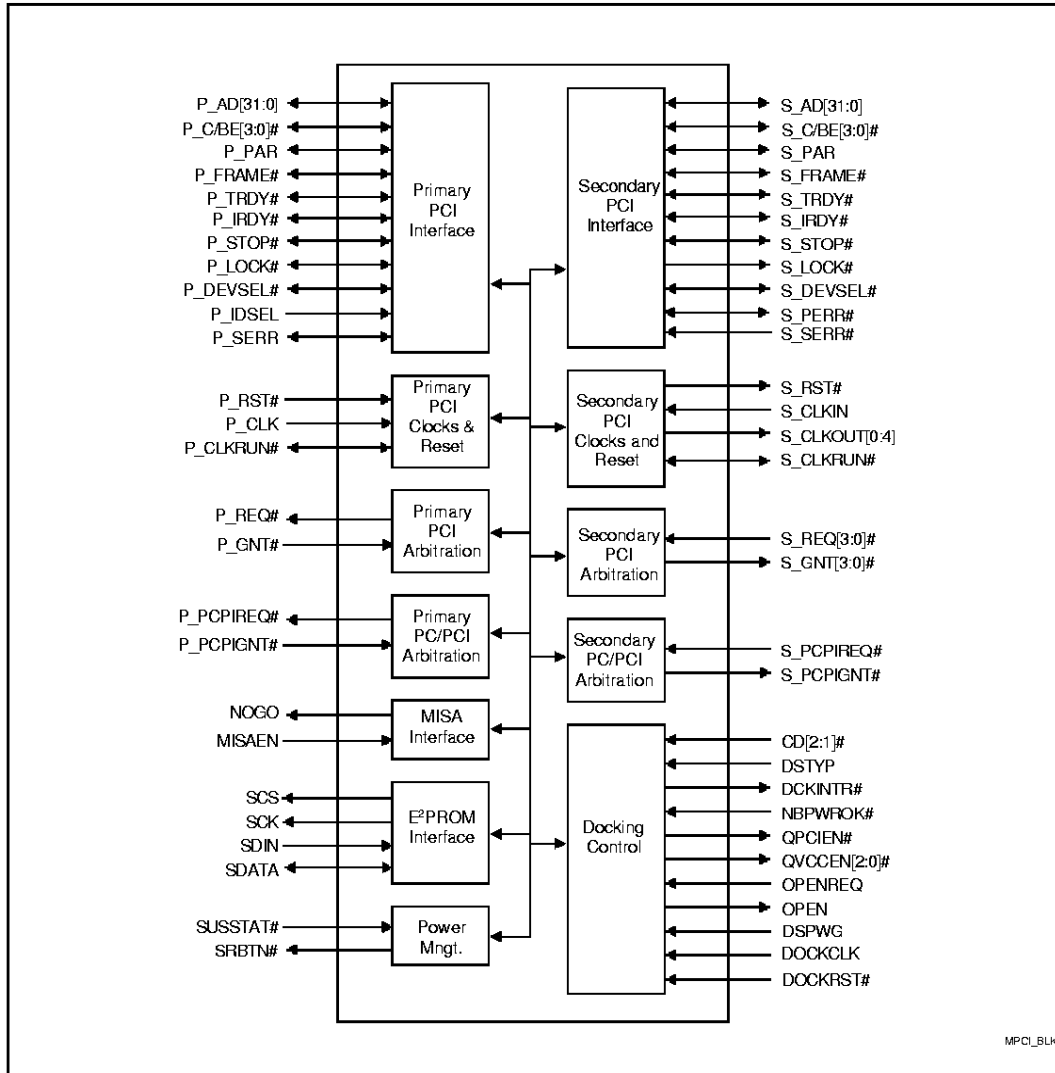 P_AD[31:0]
P_C/BE[3:0]#
P_PAR
P_FRAME#
P_TRDY#
P_IRDY#
P_STOP#
P_LOCK#
P_DEVSEL#
P_IDSEL
P_SERR
Primary
PCI
Interface
Secondary
PCI
Interface
S_AD[31:0]
S_C/BE[3:0]#
S_PAR
S_FRAME#
S_TRDY#
S_IRDY#
S_STOP#
S_LOCK#
S_DEVSEL#
S_PERR#
S_SERR#
P_RST#
P_CLK
P_CLKRUN#
Primary
PCI
Clocks &
Reset
Secondary
PCI
Clocks and
Reset
S_RST#
S_CLKIN
S_CLKOUT[0:4]
S_CLKRUN#
P_REQ#
P_GNT#
Primary
PCI
Arbitration
Secondary
PCI
Arbitration
S_REQ[3:0]#
S_GNT[3:0]#
P_PCPIREQ#
P_PCPIGNT#
Primary
PC/PCI
Arbitration
Secondary
PC/PCI
Arbitration
S_PCPIREQ#
S_PCPIGNT#
NOGO
MISAEN
MISA
Interface
SCS
SCK
SDIN
SDATA
E²PROM
Interface
SUSSTAT#
SRBTN#
Power
Mngt.
Docking
Control
CD[2:1]#
DSTYP
DCKINTR#
NBPWROK#
QPCIEN#
QVCCEN[2:0]#
OPENREQ
OPEN
DSPWG
DOCKCLK
DOCKRST#
MPCI_BLK